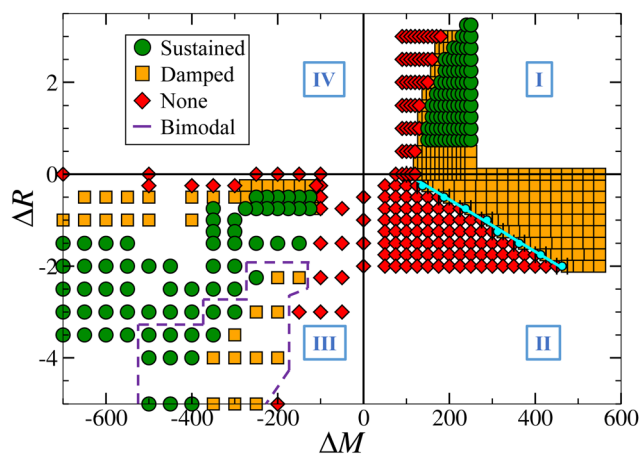 Sustained
Damped
None
Bimodal
IV
I
III
II
2
0
-2
-4
ΔR
-600
-400
-200
0
200
400
600
ΔM